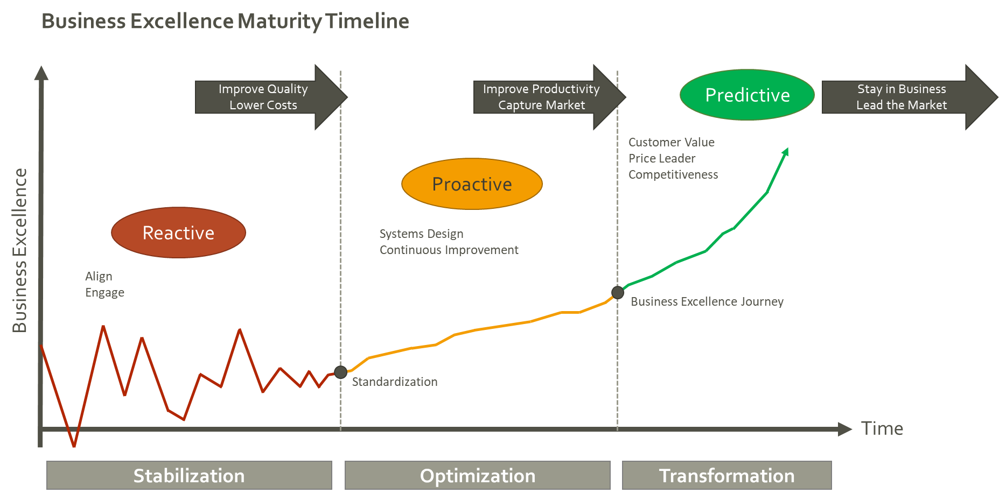 Business Excellence Maturity Timeline
Improve Quality
Lower Costs
Improve Productivity
Capture Market
Predictive
Stay in Business
Lead the Market
Customer Value
Price Leader
Competitiveness
Proactive
Systems Design
Continuous Improvement
Reactive
Align
Engage
Business Excellence
Business Excellence Journey
Standardization
Time
Stabilization
Optimization
Transformation